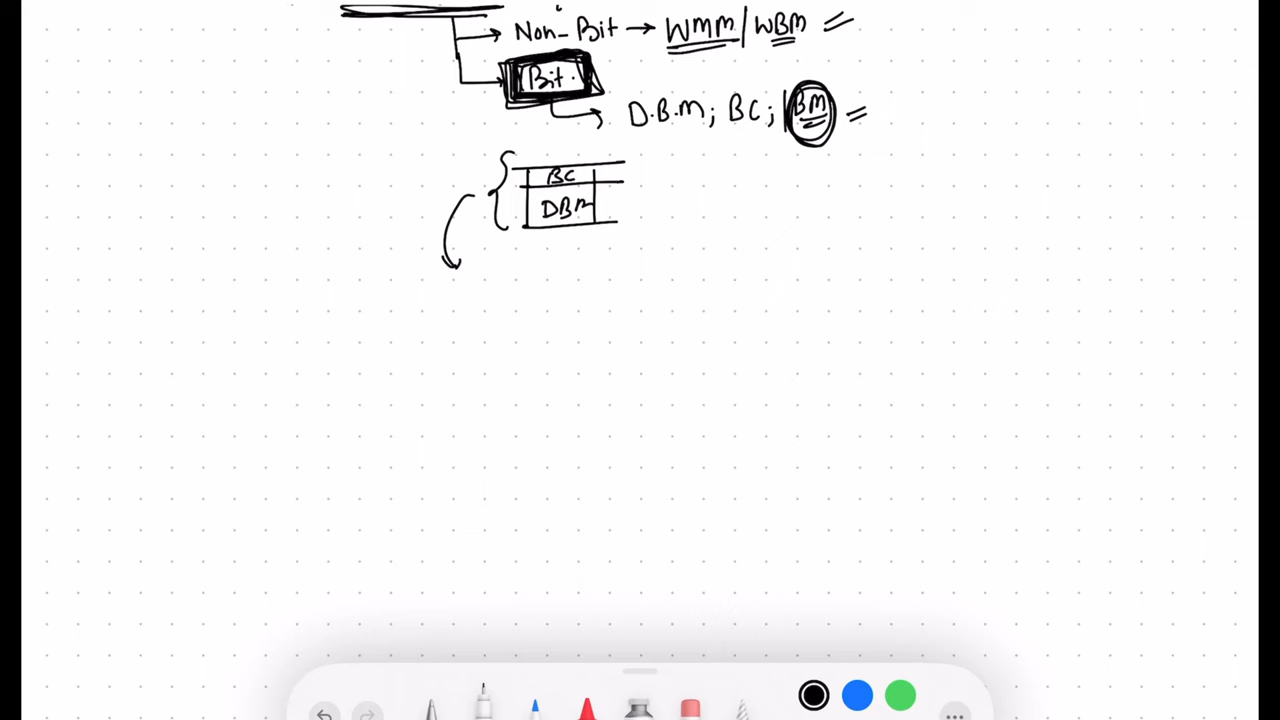 Non-Bit → WMM/WBM =
Bit.
D.B.M; BC; BM =
BC
DBM